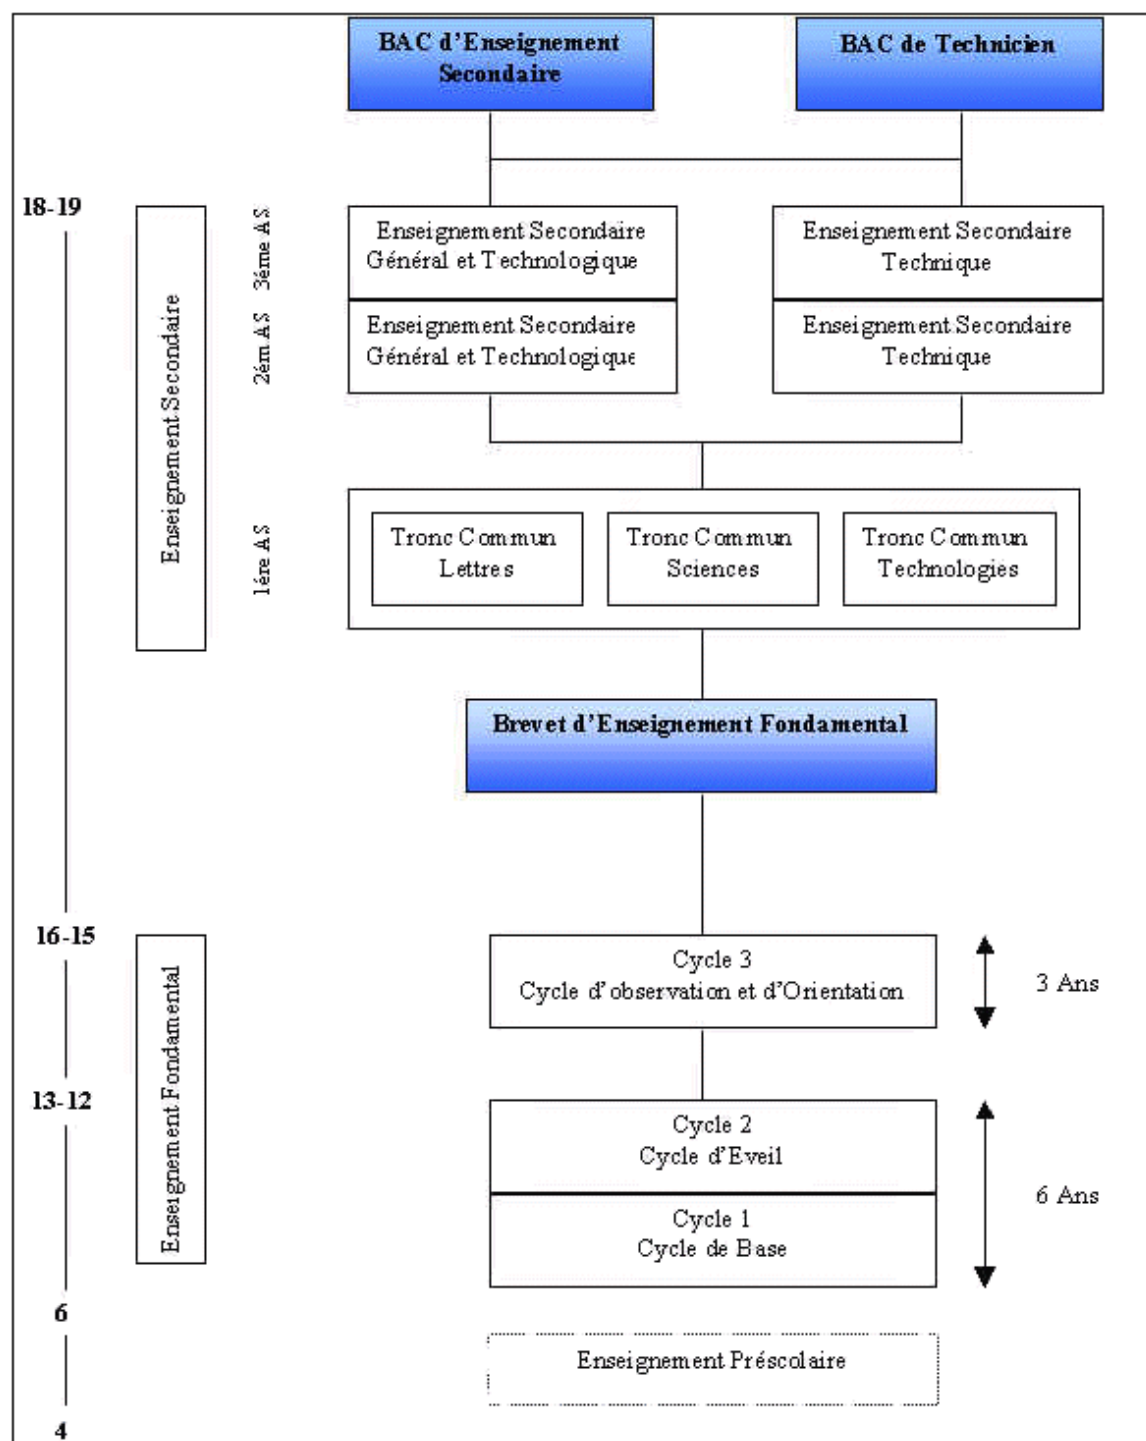 BAC d'Enseignement
Secondaire
BAC de Technicien
18-19
Enseignement Secondaire
3éme AS
Enseignement Secondaire
Général et Technologique
Enseignement Secondaire
Technique
2ém AS
Enseignement Secondaire
Général et Technologique
Enseignement Secondaire
Technique
1ére AS
Tronc Commun
Lettres
Tronc Commun
Sciences
Tronc Commun
Technologies
Brevet d'Enseignement Fondamental
16-15
Enseignement Fondamental
Cycle 3
Cycle d'observation et d'Orientation
3 Ans
13-12
Cycle 2
Cycle d'Eveil
6 Ans
Cycle 1
Cycle de Base
6
Enseignement Préscolaire
4